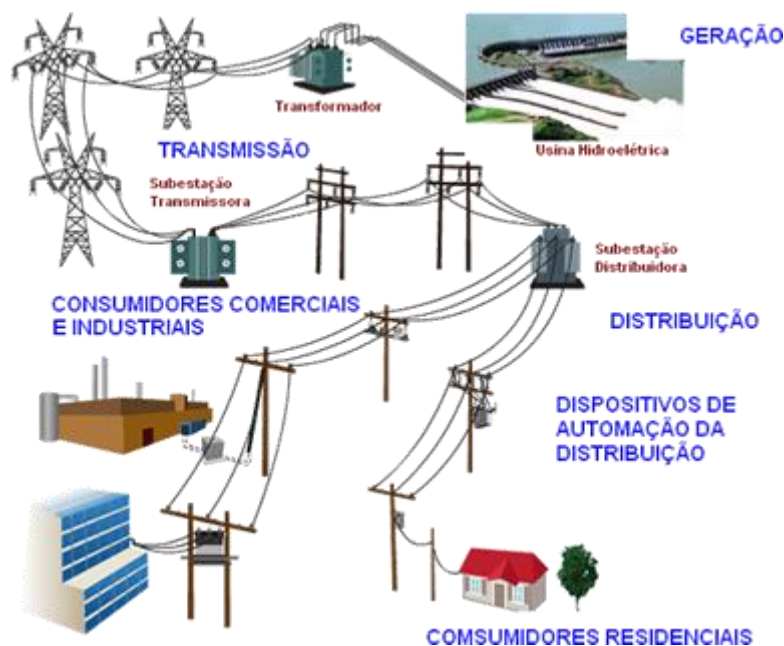 GERAÇÃO
Transformador
Usina Hidroelétrica
TRANSMISSÃO
Subestação
Transmissora
Subestação
Distribuidora
CONSUMIDORES COMERCIAIS
E INDUSTRIAIS
DISTRIBUIÇÃO
DISPOSITIVOS DE
AUTOMAÇÃO DA
DISTRIBUIÇÃO
COMSUMIDORES RESIDENCIAIS